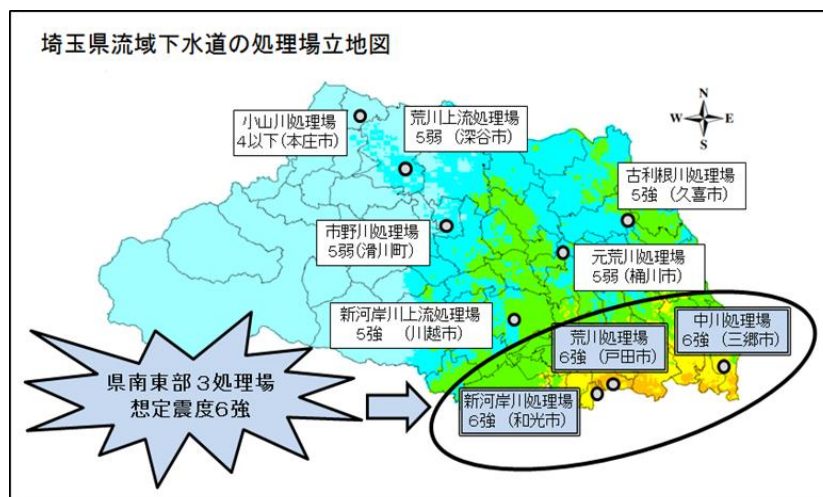 埼玉県流域下水道の処理場立地図
小山川処理場
4以下(本庄市)
荒川上流処理場
5弱 (深谷市)
N
W E
S
古利根川処理場
5強 (久喜市)
市野川処理場
5弱(滑川町)
元荒川処理場
5弱(桶川市)
新河岸川上流処理場
5強 (川越市)
荒川処理場
6強 (戸田市)
中川処理場
6強 (三郷市)
新河岸川処理場
6強 (和光市)
県南東部3処理場
想定震度6強